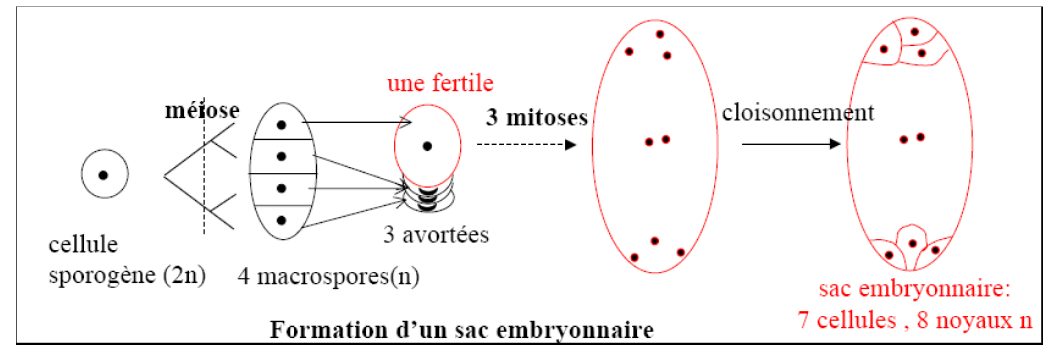 une fertile
méiose
3 mitoses
cloisonnement
cellule
sporogène (2n)
4 macrospores(n)
3 avortées
sac embryonnaire:
7 cellules , 8 noyaux n
Formation d'un sac embryonnaire